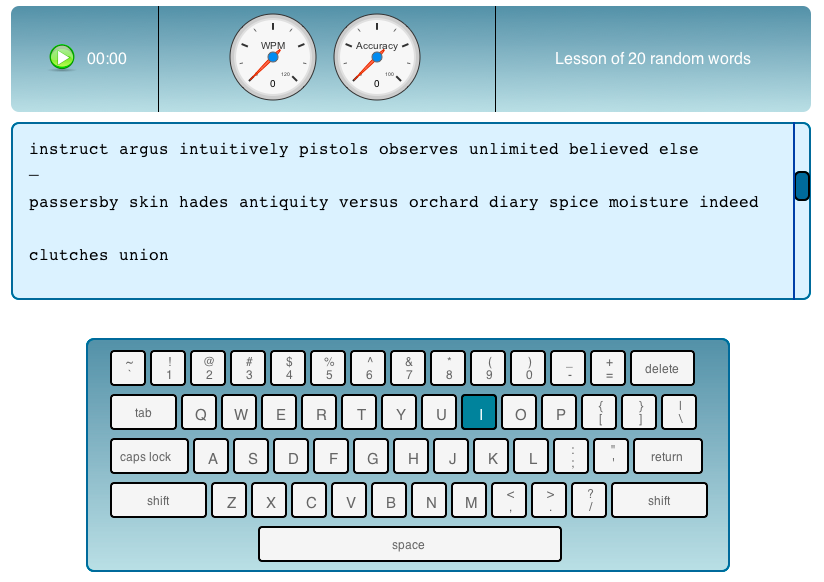 00:00
WPM
120
0
Accuracy
100
0
Lesson of 20 random words
instruct argus intuitively pistols observes unlimited believed else
_
passersby skin hades antiquity versus orchard diary spice moisture indeed
clutches union
~ ! @ # $ % ^ & * ( ) _ +
` 1 2 3 4 5 6 7 8 9 0 - = delete
tab Q W E R T Y U I O P { [ } ] | \
caps lock A S D F G H J K L : ; " ' return
shift Z X C V B N M < , > . ? / shift
space